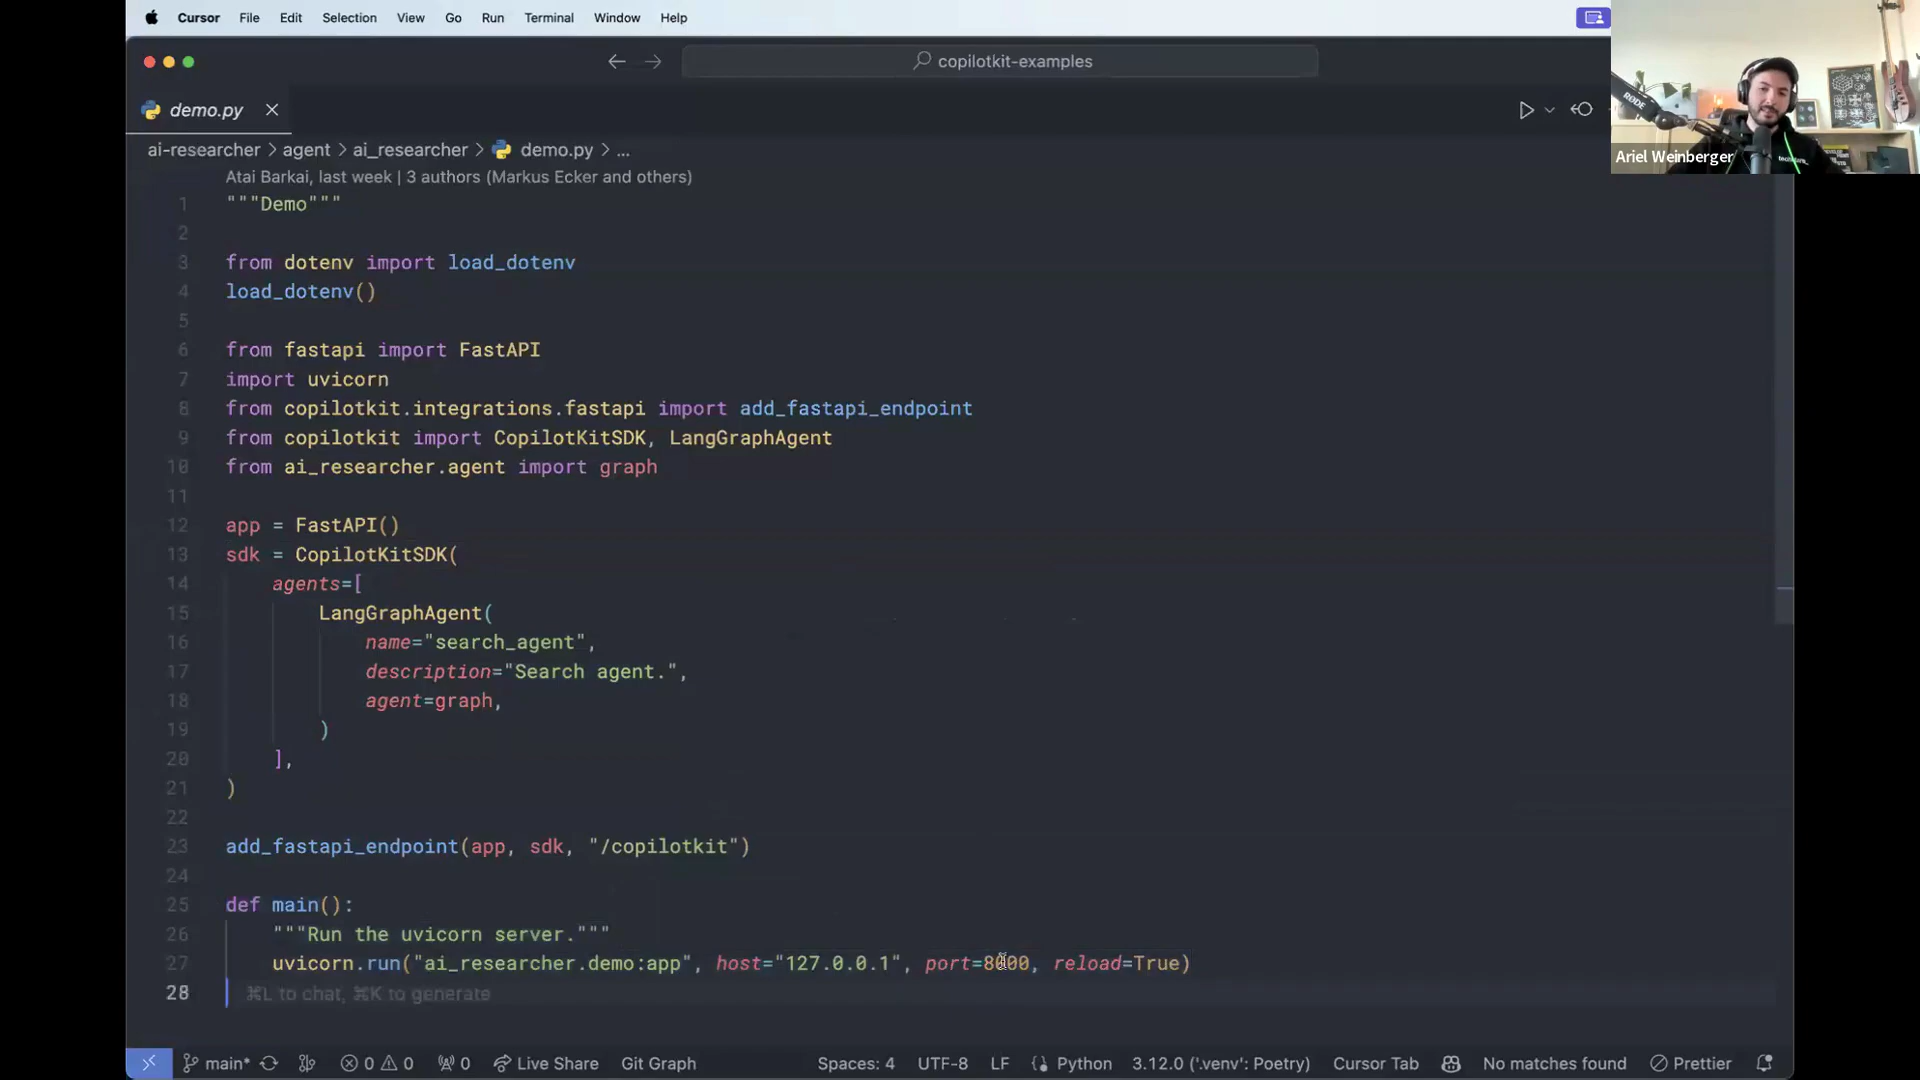 Cursor File Edit Selection View Go Run Terminal Window Help
copilotkit-examples
demo.py
ai-researcher > agent > ai_researcher > demo.py > ...
Atai Barkai, last week | 3 authors (Markus Ecker and others)
1 """Demo"""
2
3 from dotenv import load_dotenv
4 load_dotenv()
5
6 from fastapi import FastAPI
7 import uvicorn
8 from copilotkit.integrations.fastapi import add_fastapi_endpoint
9 from copilotkit import CopilotKitSDK, LangGraphAgent
10 from ai_researcher.agent import graph
11
12 app = FastAPI()
13 sdk = CopilotKitSDK(
14 agents=[
15 LangGraphAgent(
16 name="search_agent",
17 description="Search agent.",
18 agent=graph,
19 )
20 ],
21 )
22
23 add_fastapi_endpoint(app, sdk, "/copilotkit")
24
25 def main():
26 """Run the uvicorn server."""
27 uvicorn.run("ai_researcher.demo:app", host="127.0.0.1", port=8000, reload=True)
28 ⌘L to chat, ⌘K to generate
main* 0 0 0 Live Share Git Graph Spaces: 4 UTF-8 LF Python 3.12.0 ('.venv': Poetry) Cursor Tab No matches found Prettier
RODE
Ariel Weinberger